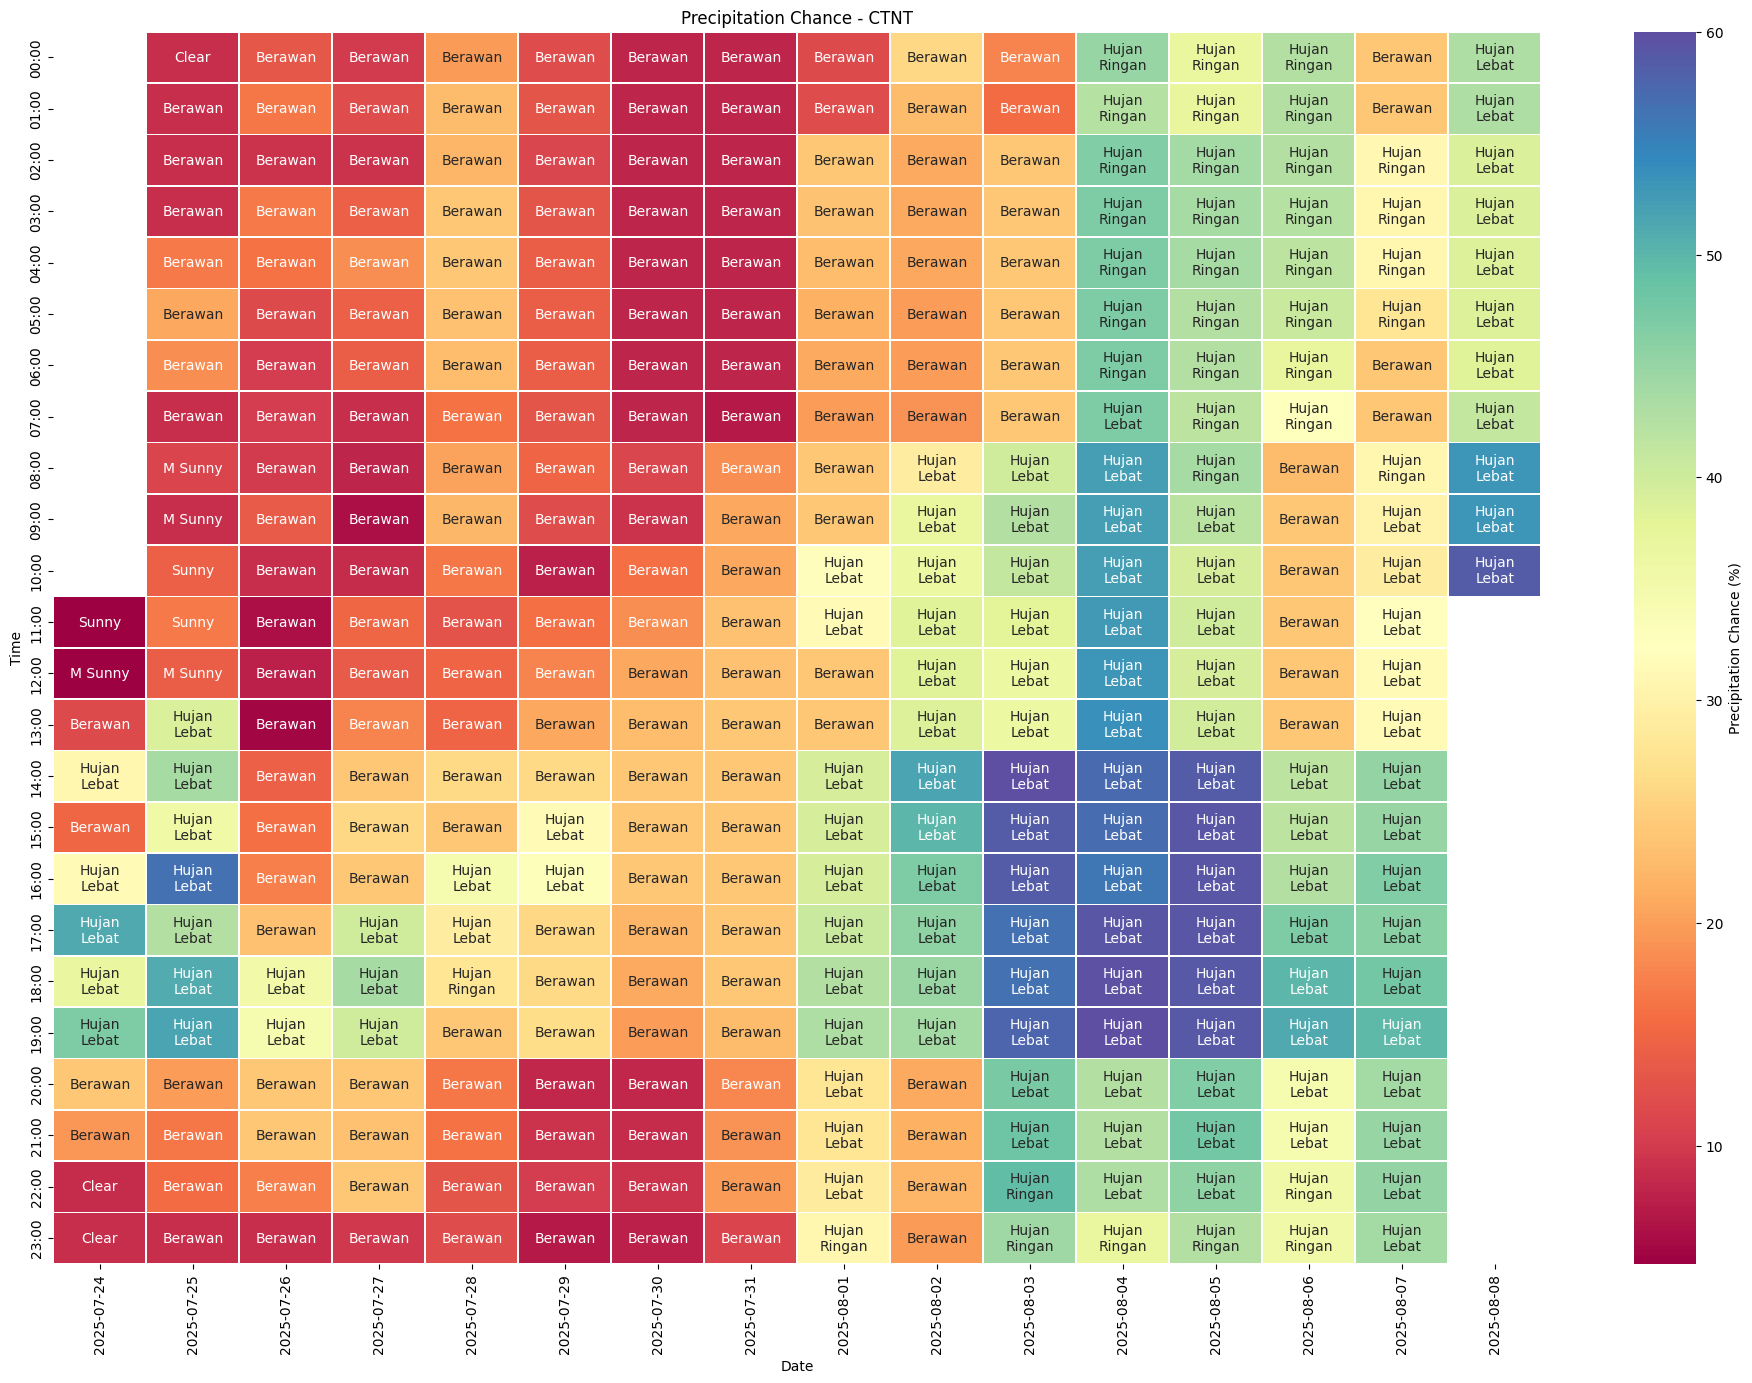 Precipitation Chance - CTNT
00:00 Clear Berawan Berawan Berawan Berawan Berawan Berawan Berawan Berawan Berawan Hujan Ringan Hujan Ringan Hujan Ringan Berawan Hujan Lebat
01:00 Berawan Berawan Berawan Berawan Berawan Berawan Berawan Berawan Berawan Berawan Hujan Ringan Hujan Ringan Hujan Ringan Berawan Hujan Lebat
02:00 Berawan Berawan Berawan Berawan Berawan Berawan Berawan Berawan Berawan Berawan Hujan Ringan Hujan Ringan Hujan Ringan Hujan Ringan Hujan Lebat
03:00 Berawan Berawan Berawan Berawan Berawan Berawan Berawan Berawan Berawan Berawan Hujan Ringan Hujan Ringan Hujan Ringan Hujan Ringan Hujan Lebat
04:00 Berawan Berawan Berawan Berawan Berawan Berawan Berawan Berawan Berawan Berawan Hujan Ringan Hujan Ringan Hujan Ringan Hujan Ringan Hujan Lebat
05:00 Berawan Berawan Berawan Berawan Berawan Berawan Berawan Berawan Berawan Berawan Hujan Ringan Hujan Ringan Hujan Ringan Hujan Ringan Hujan Lebat
06:00 Berawan Berawan Berawan Berawan Berawan Berawan Berawan Berawan Berawan Berawan Hujan Ringan Hujan Ringan Hujan Ringan Berawan Hujan Lebat
07:00 Berawan Berawan Berawan Berawan Berawan Berawan Berawan Berawan Berawan Berawan Hujan Lebat Hujan Ringan Hujan Ringan Berawan Hujan Lebat
08:00 M Sunny Berawan Berawan Berawan Berawan Berawan Berawan Berawan Hujan Lebat Hujan Lebat Hujan Lebat Hujan Ringan Berawan Hujan Ringan Hujan Lebat
09:00 M Sunny Berawan Berawan Berawan Berawan Berawan Berawan Berawan Hujan Lebat Hujan Lebat Hujan Lebat Hujan Lebat Berawan Hujan Lebat Hujan Lebat
10:00 Sunny Berawan Berawan Berawan Berawan Berawan Berawan Hujan Lebat Hujan Lebat Hujan Lebat Hujan Lebat Hujan Lebat Berawan Hujan Lebat Hujan Lebat
11:00 Sunny Sunny Berawan Berawan Berawan Berawan Berawan Berawan Hujan Lebat Hujan Lebat Hujan Lebat Hujan Lebat Hujan Lebat Berawan Hujan Lebat
12:00 M Sunny M Sunny Berawan Berawan Berawan Berawan Berawan Berawan Berawan Hujan Lebat Hujan Lebat Hujan Lebat Hujan Lebat Berawan Hujan Lebat
13:00 Berawan Hujan Lebat Berawan Berawan Berawan Berawan Berawan Berawan Berawan Hujan Lebat Hujan Lebat Hujan Lebat Hujan Lebat Berawan Hujan Lebat
14:00 Hujan Lebat Hujan Lebat Berawan Berawan Berawan Berawan Berawan Berawan Hujan Lebat Hujan Lebat Hujan Lebat Hujan Lebat Hujan Lebat Hujan Lebat Hujan Lebat
15:00 Berawan Hujan Lebat Berawan Berawan Berawan Hujan Lebat Berawan Berawan Hujan Lebat Hujan Lebat Hujan Lebat Hujan Lebat Hujan Lebat Hujan Lebat Hujan Lebat
16:00 Hujan Lebat Hujan Lebat Berawan Berawan Hujan Lebat Hujan Lebat Berawan Berawan Hujan Lebat Hujan Lebat Hujan Lebat Hujan Lebat Hujan Lebat Hujan Lebat Hujan Lebat
17:00 Hujan Lebat Hujan Lebat Berawan Hujan Lebat Hujan Lebat Berawan Berawan Berawan Hujan Lebat Hujan Lebat Hujan Lebat Hujan Lebat Hujan Lebat Hujan Lebat Hujan Lebat
18:00 Hujan Lebat Hujan Lebat Hujan Lebat Hujan Lebat Hujan Ringan Berawan Berawan Berawan Hujan Lebat Hujan Lebat Hujan Lebat Hujan Lebat Hujan Lebat Hujan Lebat Hujan Lebat
19:00 Hujan Lebat Hujan Lebat Hujan Lebat Hujan Lebat Berawan Berawan Berawan Berawan Hujan Lebat Hujan Lebat Hujan Lebat Hujan Lebat Hujan Lebat Hujan Lebat Hujan Lebat
20:00 Berawan Berawan Berawan Berawan Berawan Berawan Berawan Berawan Hujan Lebat Berawan Hujan Lebat Hujan Lebat Hujan Lebat Hujan Lebat Hujan Lebat
21:00 Berawan Berawan Berawan Berawan Berawan Berawan Berawan Berawan Hujan Lebat Berawan Hujan Lebat Hujan Lebat Hujan Lebat Hujan Lebat Hujan Lebat
22:00 Clear Berawan Berawan Berawan Berawan Berawan Berawan Berawan Hujan Lebat Berawan Hujan Ringan Hujan Lebat Hujan Lebat Hujan Ringan Hujan Lebat
23:00 Clear Berawan Berawan Berawan Berawan Berawan Berawan Berawan Hujan Ringan Berawan Hujan Ringan Hujan Ringan Hujan Ringan Hujan Ringan Hujan Lebat
Time
2025-07-24 2025-07-25 2025-07-26 2025-07-27 2025-07-28 2025-07-29 2025-07-30 2025-07-31 2025-08-01 2025-08-02 2025-08-03 2025-08-04 2025-08-05 2025-08-06 2025-08-07 2025-08-08
Date
60
50
40
30
20
10
Precipitation Chance (%)